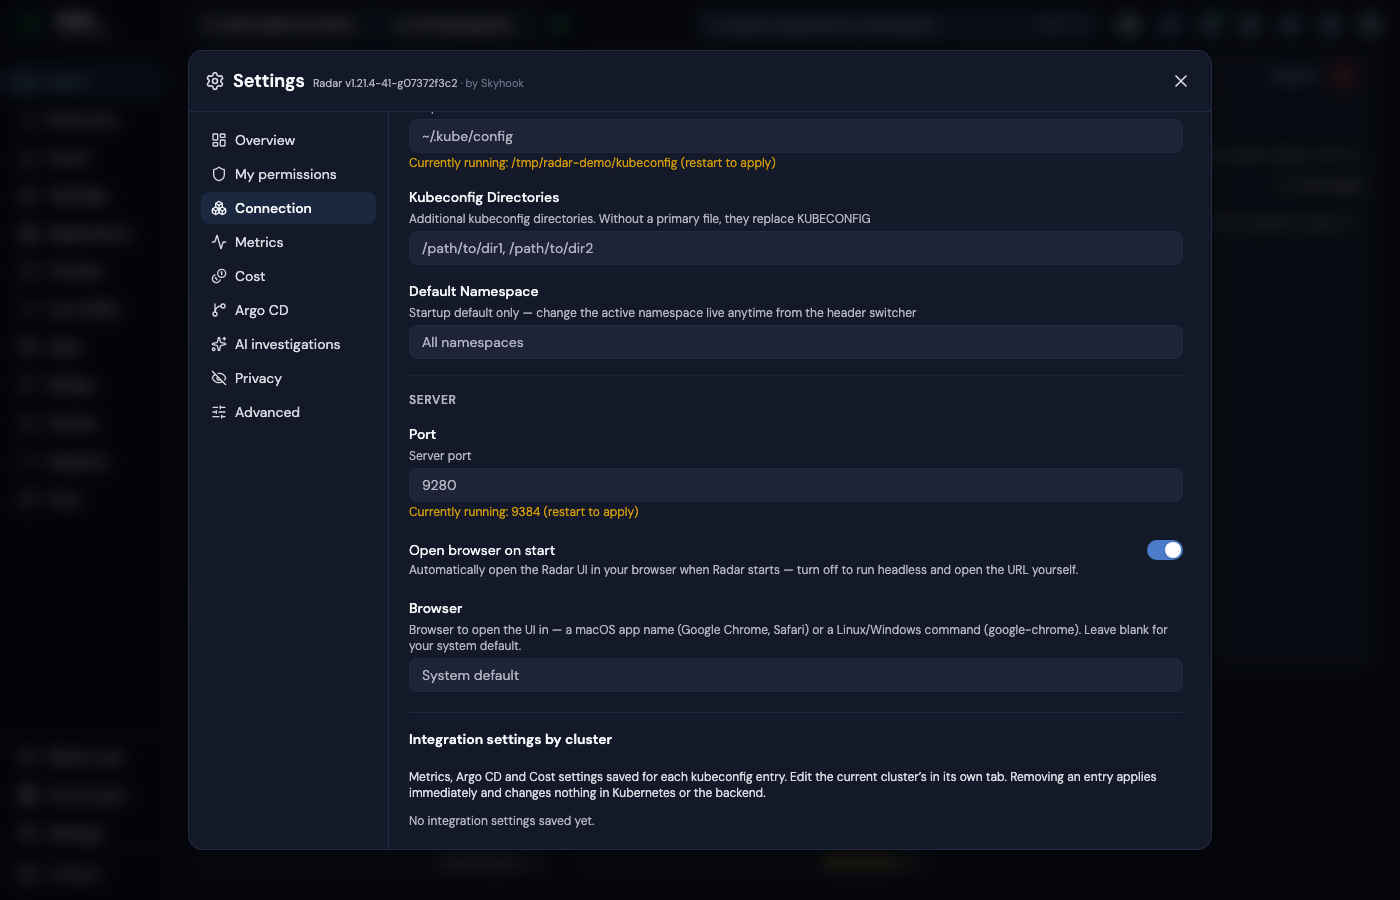 Settings Radar v1.21.4-41-g07372f3c2 · by Skyhook
Overview
My permissions
Connection
Metrics
Cost
Argo CD
AI investigations
Privacy
Advanced
~/.kube/config
Currently running: /tmp/radar-demo/kubeconfig (restart to apply)
Kubeconfig Directories
Additional kubeconfig directories. Without a primary file, they replace KUBECONFIG
/path/to/dir1, /path/to/dir2
Default Namespace
Startup default only — change the active namespace live anytime from the header switcher
All namespaces
SERVER
Port
Server port
9280
Currently running: 9384 (restart to apply)
Open browser on start
Automatically open the Radar UI in your browser when Radar starts — turn off to run headless and open the URL yourself.
Browser
Browser to open the UI in — a macOS app name (Google Chrome, Safari) or a Linux/Windows command (google-chrome). Leave blank for
your system default.
System default
Integration settings by cluster
Metrics, Argo CD and Cost settings saved for each kubeconfig entry. Edit the current cluster's in its own tab. Removing an entry applies
immediately and changes nothing in Kubernetes or the backend.
No integration settings saved yet.